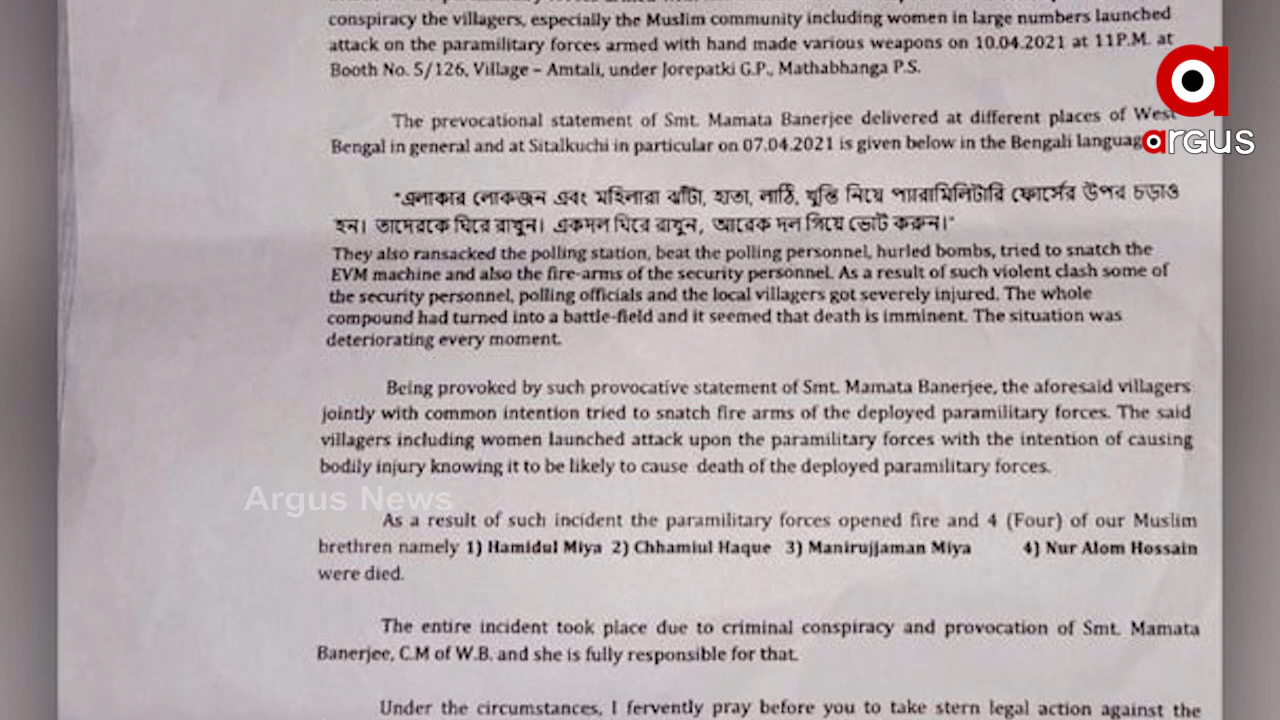 conspiracy the villagers, especially the Muslim community including women in large numbers launched
attack on the paramilitary forces armed with hand made various weapons on 10.04.2021 at 11P.M. at
Booth No. 5/126, Village – Amtali, under Jorepatki G.P., Mathabhanga P.S.
argus
The prevocational statement of Smt. Mamata Banerjee delivered at different places of West
Bengal in general and at Sitalkuchi in particular on 07.04.2021 is given below in the Bengali
"এলাকার লোকজন এবং মহিলারা ঝাঁটা, হাতা, লাঠি, খুন্তি নিয়ে প্যারামিলিটারি ফোর্সের উপর চড়াও
হন। তাদেরকে ঘিরে রাখুন। একদল ঘিরে রাখুন, আরেক দল গিয়ে ভোট করুন।"
They also ransacked the polling station, beat the polling personnel, hurled bombs, tried to snatch the
EVM machine and also the fire-arms of the security personnel. As a result of such violent clash some of
the security personnel, polling officials and the local villagers got severely injured. The whole
compound had turned into a battle-field and it seemed that death is imminent. The situation was
deteriorating every moment.
Being provoked by such provocative statement of Smt. Mamata Banerjee, the aforesaid villagers
jointly with common intention tried to snatch fire arms of the deployed paramilitary forces. The said
villagers including women launched attack upon the paramilitary forces with the intention of causing
bodily injury knowing it to be likely to cause death of the deployed paramilitary forces.
Argus News
As a result of such incident the paramilitary forces opened fire and 4 (Four) of our Muslim
brethren namely 1) Hamidul Miya 2) Chhamiul Haque 3) Manirujjaman Miya 4) Nur Alom Hossain
were died.
The entire incident took place due to criminal conspiracy and provocation of Smt. Mamata
Banerjee, C.M of W.B. and she is fully responsible for that.
Under the circumstances, I fervently pray before you to take stern legal action against the